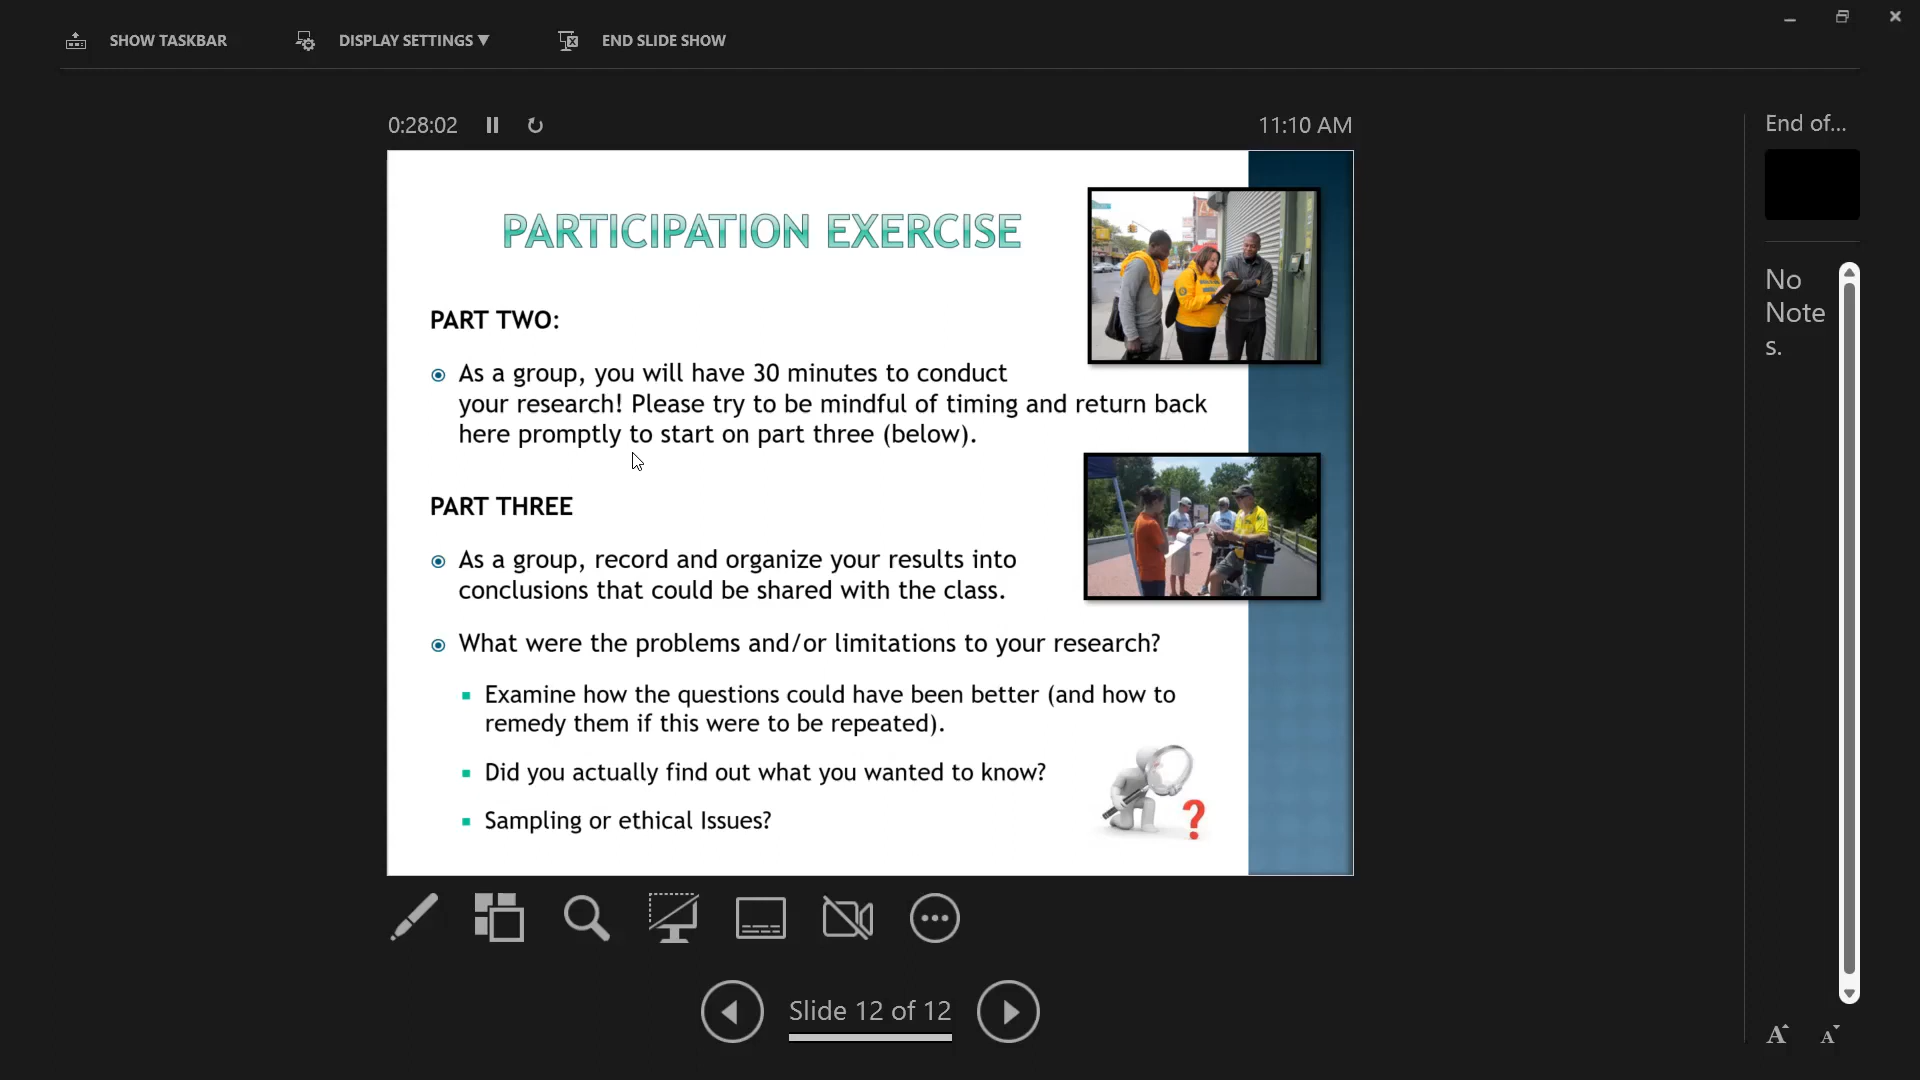 SHOW TASKBAR
DISPLAY SETTINGS ▼
END SLIDE SHOW
0:28:02
11:10 AM
End of...
PARTICIPATION EXERCISE
PART TWO:
As a group, you will have 30 minutes to conduct
your research! Please try to be mindful of timing and return back
here promptly to start on part three (below).
PART THREE
As a group, record and organize your results into
conclusions that could be shared with the class.
What were the problems and/or limitations to your research?
Examine how the questions could have been better (and how to
remedy them if this were to be repeated).
Did you actually find out what you wanted to know?
Sampling or ethical Issues?
?
Slide 12 of 12
No
Note
s.
A A